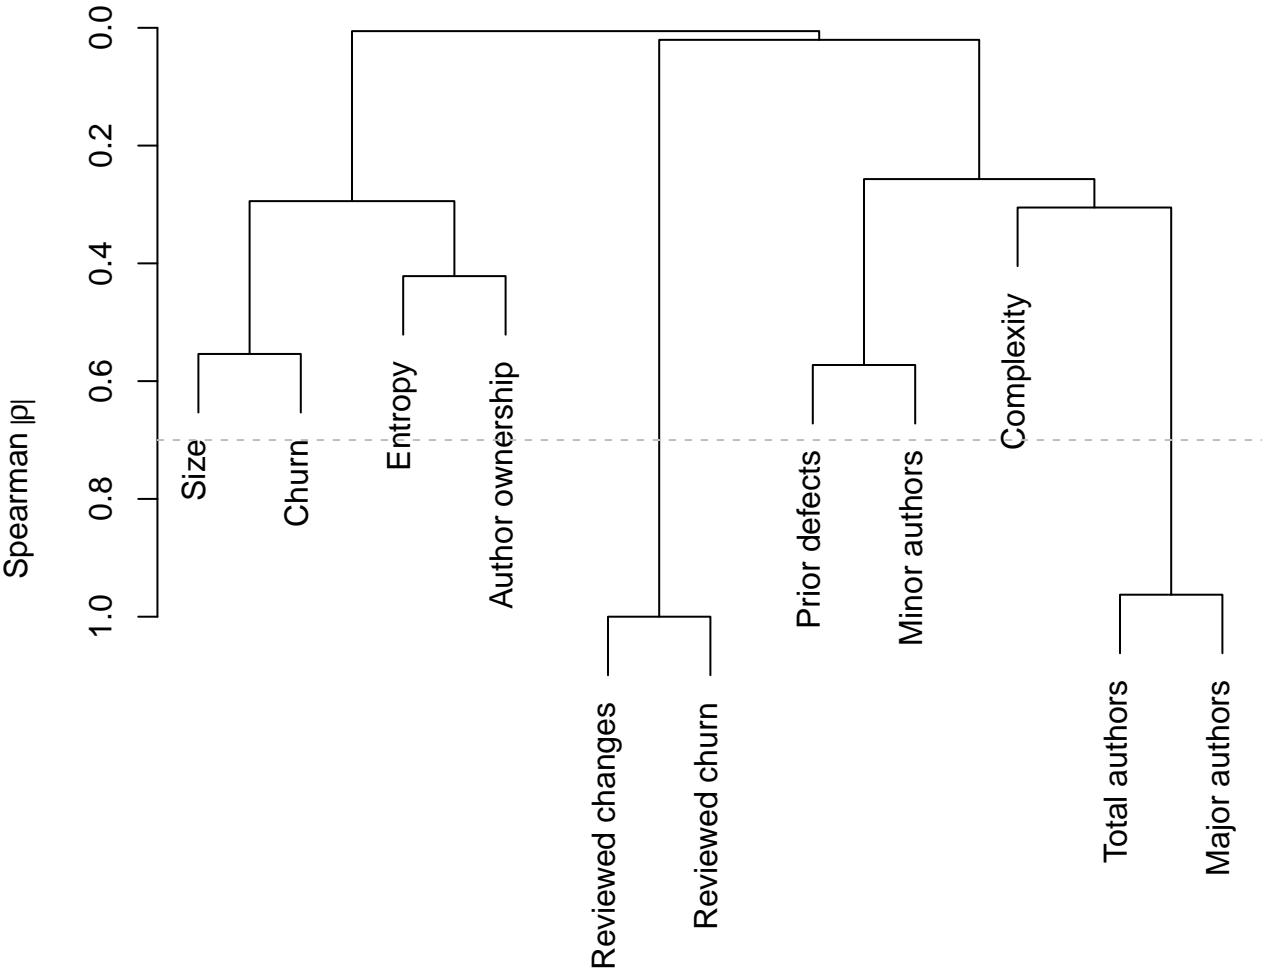 Spearman |ρ|
0.0
0.2
0.4
0.6
0.8
1.0
Size
Churn
Entropy
Author ownership
Reviewed changes
Reviewed churn
Prior defects
Minor authors
Complexity
Total authors
Major authors